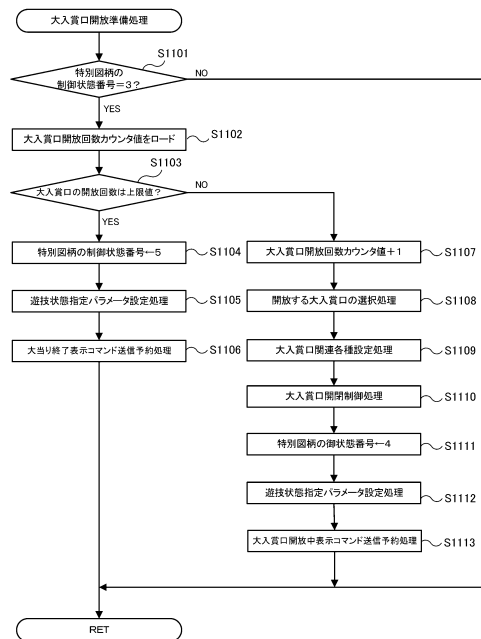 大入賞口開放準備処理
S1101
特別図柄の
制御状態番号＝3？
NO
YES
大入賞口開放回数カウンタ値をロード
S1102
S1103
大入賞口の開放回数は上限値？
NO
YES
特別図柄の制御状態番号←5
S1104
遊技状態指定パラメータ設定処理
S1105
大当り終了表示コマンド送信予約処理
S1106
大入賞口開放回数カウンタ値＋1
S1107
開放する大入賞口の選択処理
S1108
大入賞口関連各種設定処理
S1109
大入賞口開閉制御処理
S1110
特別図柄の御状態番号←4
S1111
遊技状態指定パラメータ設定処理
S1112
大入賞口開放中表示コマンド送信予約処理
S1113
RET